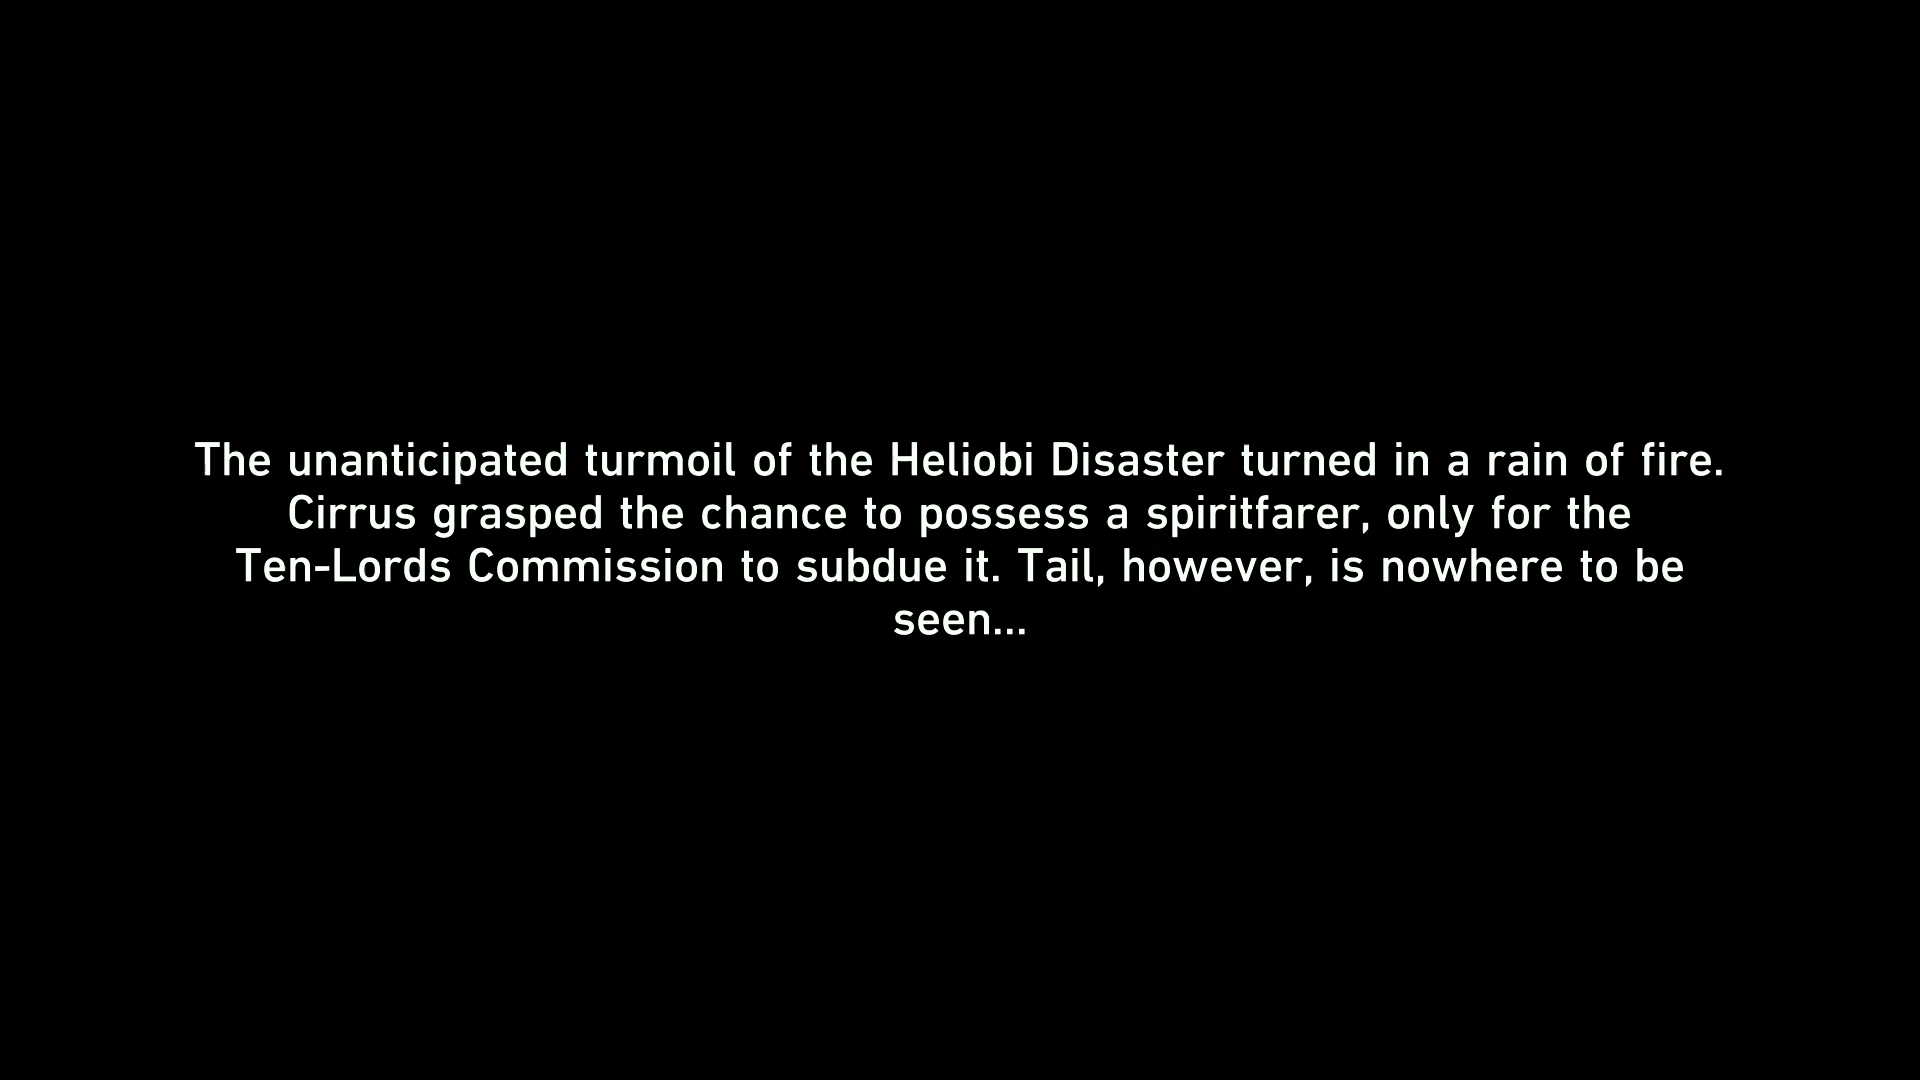 The unanticipated turmoil of the Heliobi Disaster turned in a rain of fire.
Cirrus grasped the chance to possess a spiritfarer, only for the
Ten-Lords Commission to subdue it. Tail, however, is nowhere to be
seen...